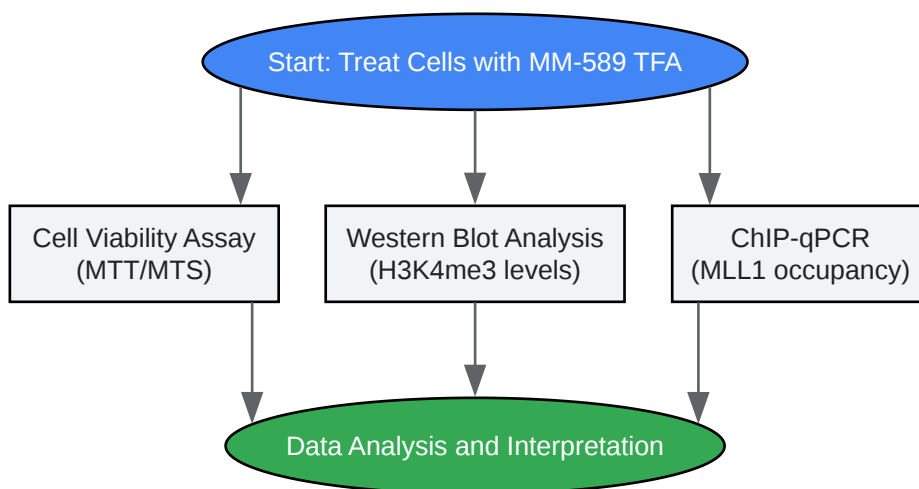 Start: Treat Cells with MM-589 TFA
Cell Viability Assay
(MTT/MTS)
Western Blot Analysis
(H3K4me3 levels)
ChIP-qPCR
(MLL1 occupancy)
Data Analysis and Interpretation